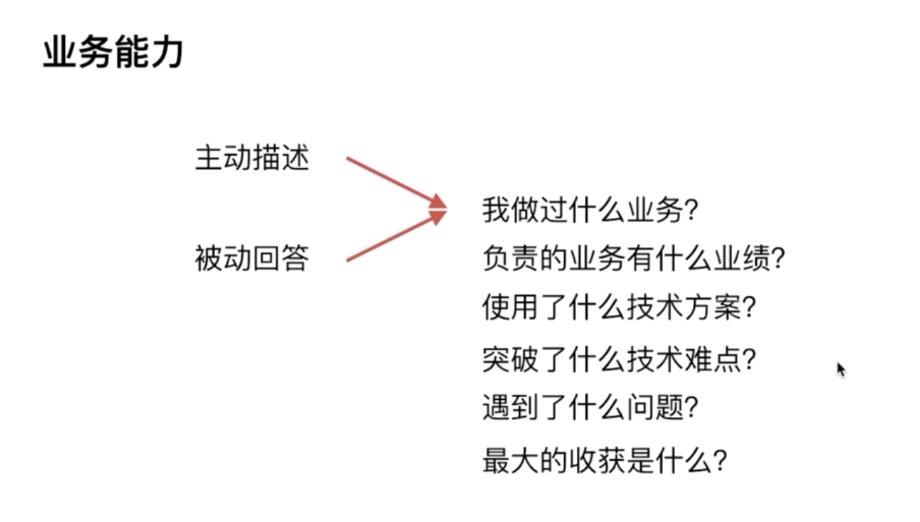 业务能力
主动描述
被动回答
我做过什么业务？
负责的业务有什么业绩？
使用了什么技术方案？
突破了什么技术难点？
遇到了什么问题？
最大的收获是什么？